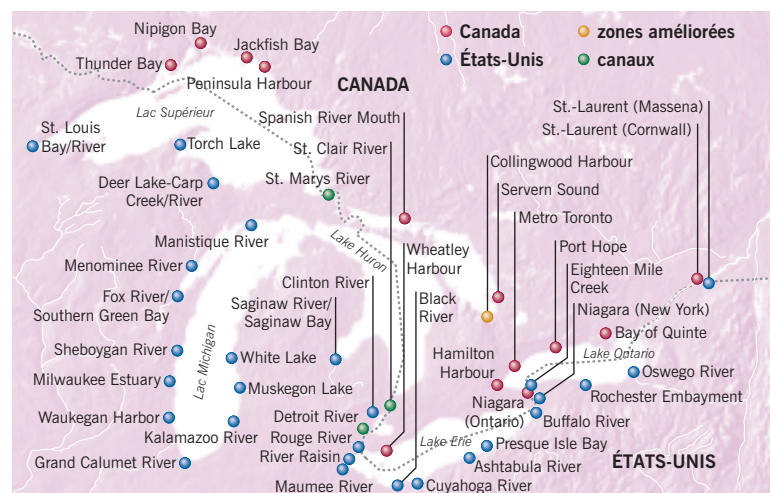 Nipigon Bay
Jackfish Bay
Thunder Bay
Peninsula Harbour
Canada
zones améliorées
États-Unis
canaux
CANADA
Lac Supérieur
Spanish River Mouth
St.-Laurent (Massena)
St.-Laurent (Cornwall)
St. Louis
Bay/River
Torch Lake
St. Clair River
Collingwood Harbour
Deer Lake-Carp
Creek/River
St. Marys River
Servern Sound
Metro Toronto
Manistique River
Lake Huron
Wheatley
Harbour
Port Hope
Menominee River
Clinton River
Eighteen Mile
Creek
Fox River/
Southern Green Bay
Saginaw River/
Saginaw Bay
Black
River
Niagara (New York)
Bay of Quinte
Sheboygan River
Lac Michigan
White Lake
Hamilton
Harbour
Lake Ontario
Milwaukee Estuary
Muskegon Lake
Oswego River
Waukegan Harbor
Kalamazoo River
Detroit River
Niagara
(Ontario)
Rochester Embayment
Buffalo River
Rouge River
Lake Erie
Presque Isle Bay
Grand Calumet River
River Raisin
Ashtabula River
ÉTATS-UNIS
Maumee River
Cuyahoga River